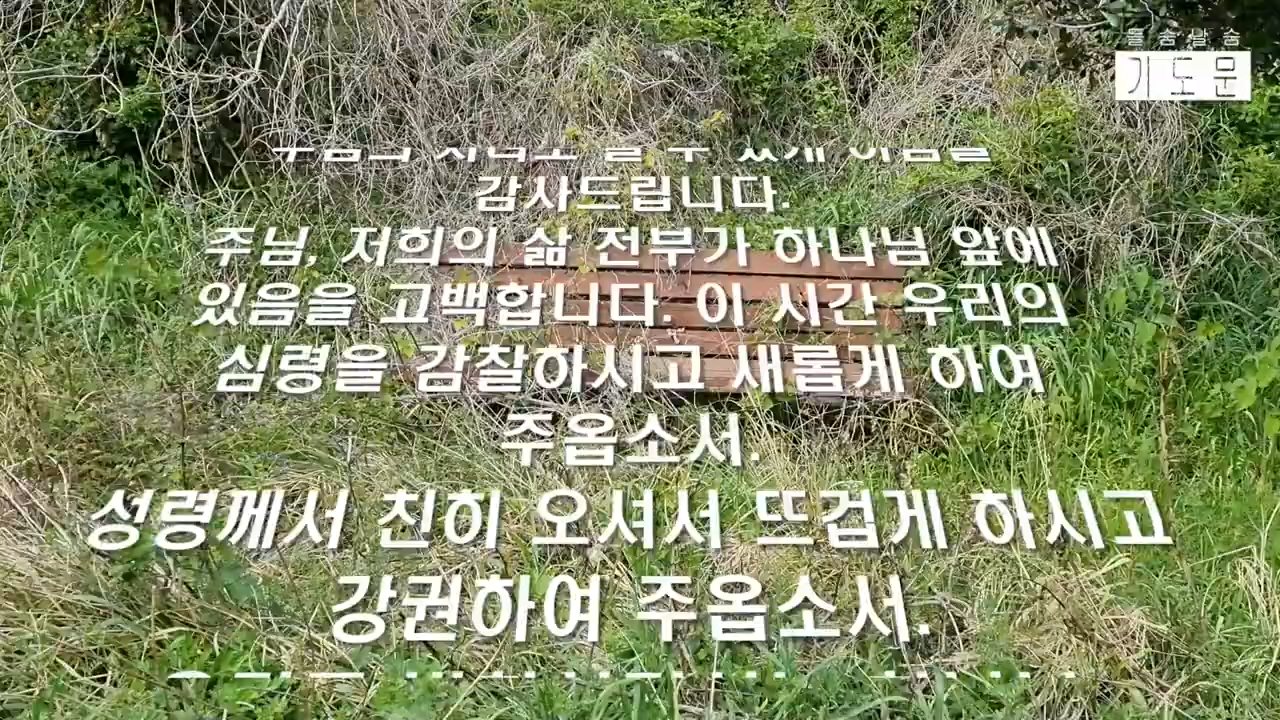 기도문
감사드립니다.
주님, 저희의 삶 전부가 하나님 앞에
있음을 고백합니다. 이 시간 우리의
심령을 감찰하시고 새롭게 하여
주옵소서.
성령께서 친히 오셔서 뜨겁게 하시고
강권하여 주옵소서.